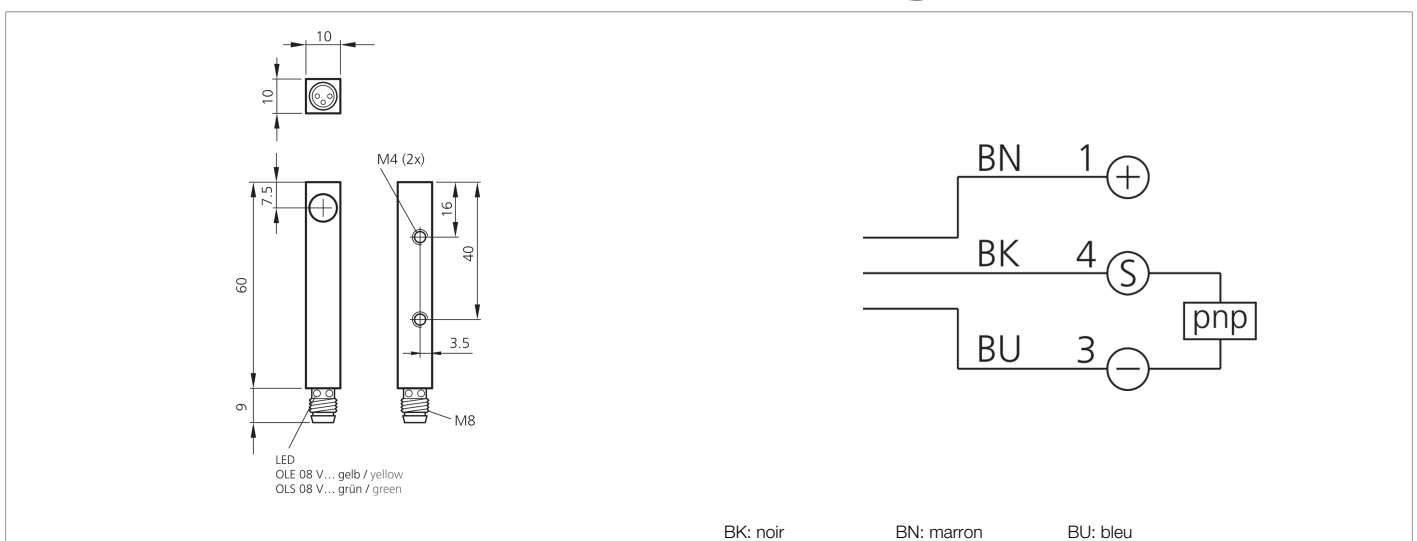 10
10
M4 (2x)
7.5
16
40
60
3.5
9
M8
LED
OLE 08 V... gelb / yellow
OLS 08 V... grün / green
BN 1
+
BK 4
S
pnp
BU 3
−
BK: noir BN: marron BU: bleu